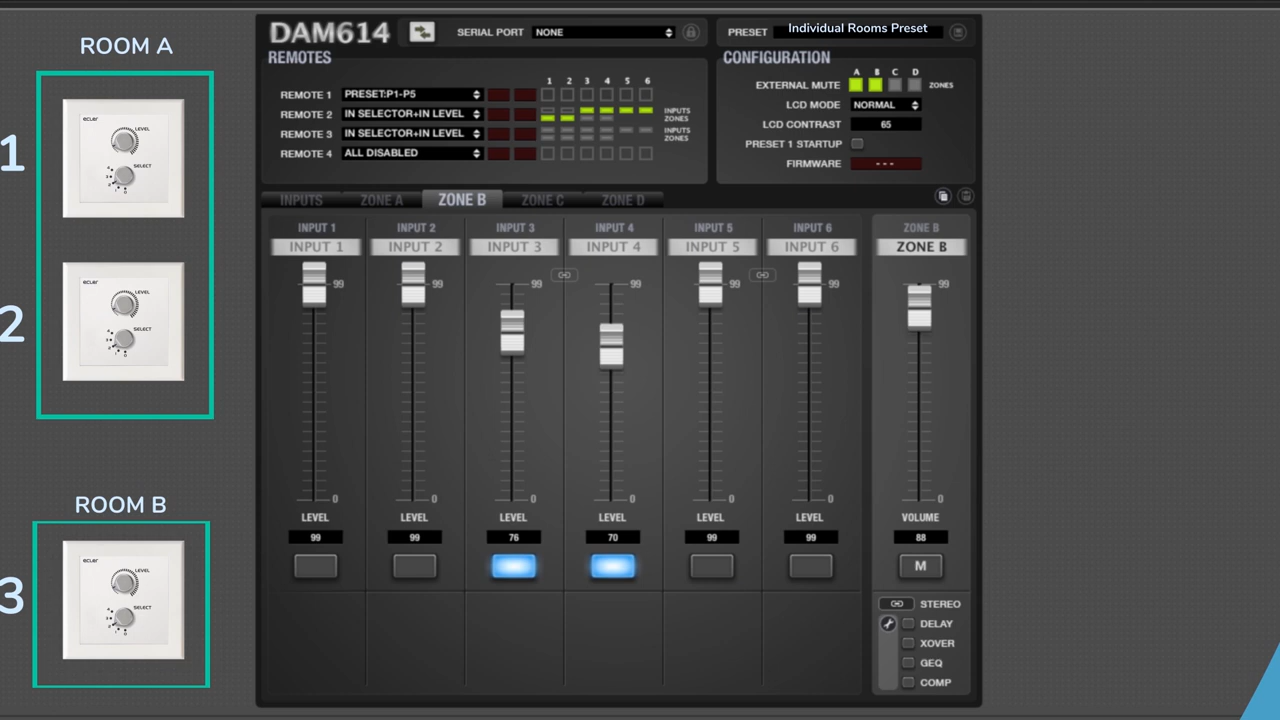 ROOM A
1
ecler
LEVEL
SELECT
2
ecler
LEVEL
SELECT
ROOM B
3
ecler
LEVEL
SELECT
DAM614
SERIAL PORT NONE
PRESET Individual Rooms Preset
REMOTES
1 2 3 4 5 6
REMOTE 1 PRESET:P1-P5
REMOTE 2 IN SELECTOR+IN LEVEL INPUTS ZONES
REMOTE 3 IN SELECTOR+IN LEVEL INPUTS ZONES
REMOTE 4 ALL DISABLED
CONFIGURATION
A B C D
EXTERNAL MUTE ZONES
LCD MODE NORMAL
LCD CONTRAST 65
PRESET 1 STARTUP
FIRMWARE ---
INPUTS ZONE A ZONE B ZONE C ZONE D
INPUT 1 INPUT 2 INPUT 3 INPUT 4 INPUT 5 INPUT 6 ZONE B
INPUT 1 INPUT 2 INPUT 3 INPUT 4 INPUT 5 INPUT 6 ZONE B
99 99 99 99 99 99 99
0 0 0 0 0 0 0
LEVEL LEVEL LEVEL LEVEL LEVEL LEVEL VOLUME
99 99 76 70 99 99 88
M
STEREO
DELAY
XOVER
GEQ
COMP